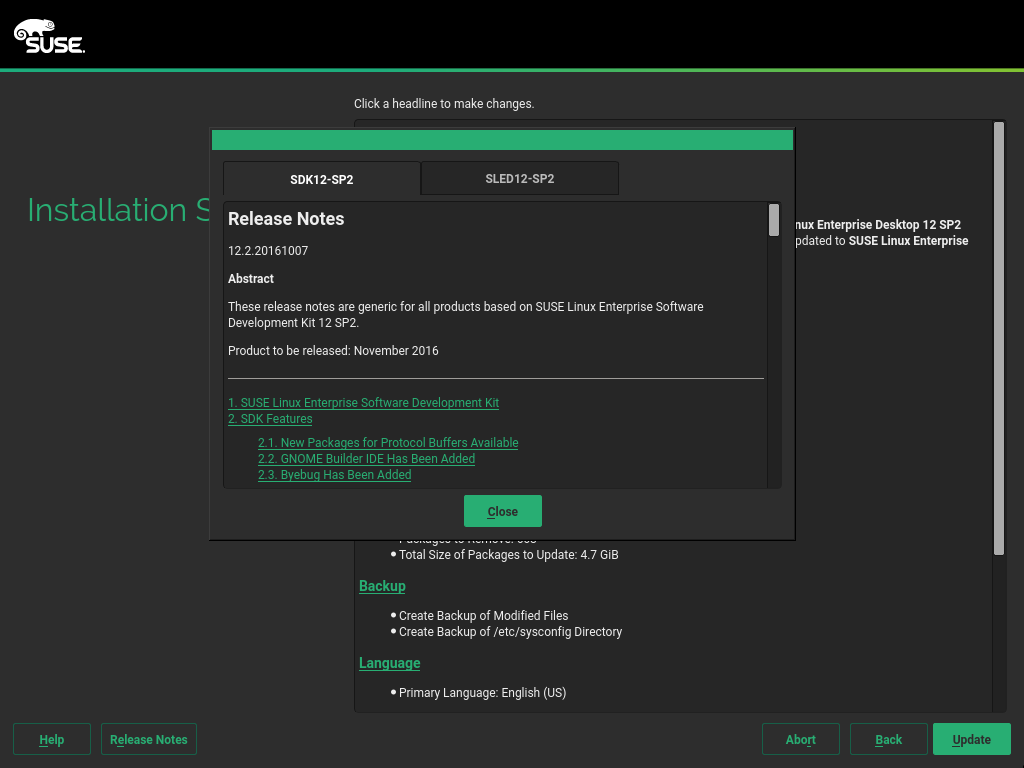 SUSE
Click a headline to make changes.
Installation S
SDK12-SP2
SLED12-SP2
Release Notes
12.2.20161007
Abstract
These release notes are generic for all products based on SUSE Linux Enterprise Software
Development Kit 12 SP2.
Product to be released: November 2016
1. SUSE Linux Enterprise Software Development Kit
2. SDK Features
2.1. New Packages for Protocol Buffers Available
2.2. GNOME Builder IDE Has Been Added
2.3. Byebug Has Been Added
Close
nux Enterprise Desktop 12 SP2
pdated to SUSE Linux Enterprise
Packages to Remove:
Total Size of Packages to Update: 4.7 GiB
Backup
Create Backup of Modified Files
Create Backup of /etc/sysconfig Directory
Language
Primary Language: English (US)
Help
Release Notes
Abort
Back
Update